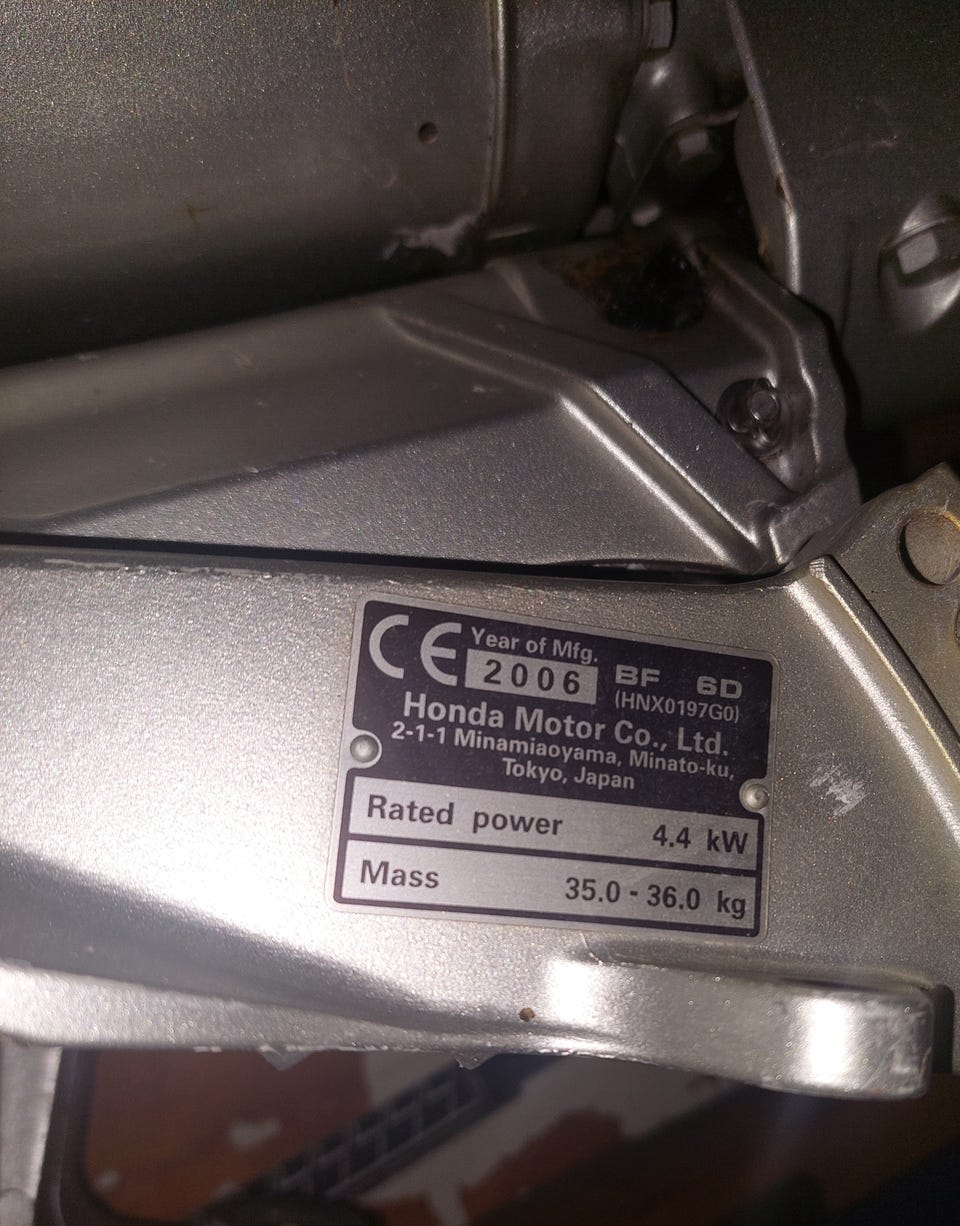 CE Year of Mfg.
2006 BF 6D
(HNX0197G0)
Honda Motor Co., Ltd.
2-1-1 Minamiaoyama, Minato-ku,
Tokyo, Japan
Rated power 4.4 kW
Mass 35.0 - 36.0 kg